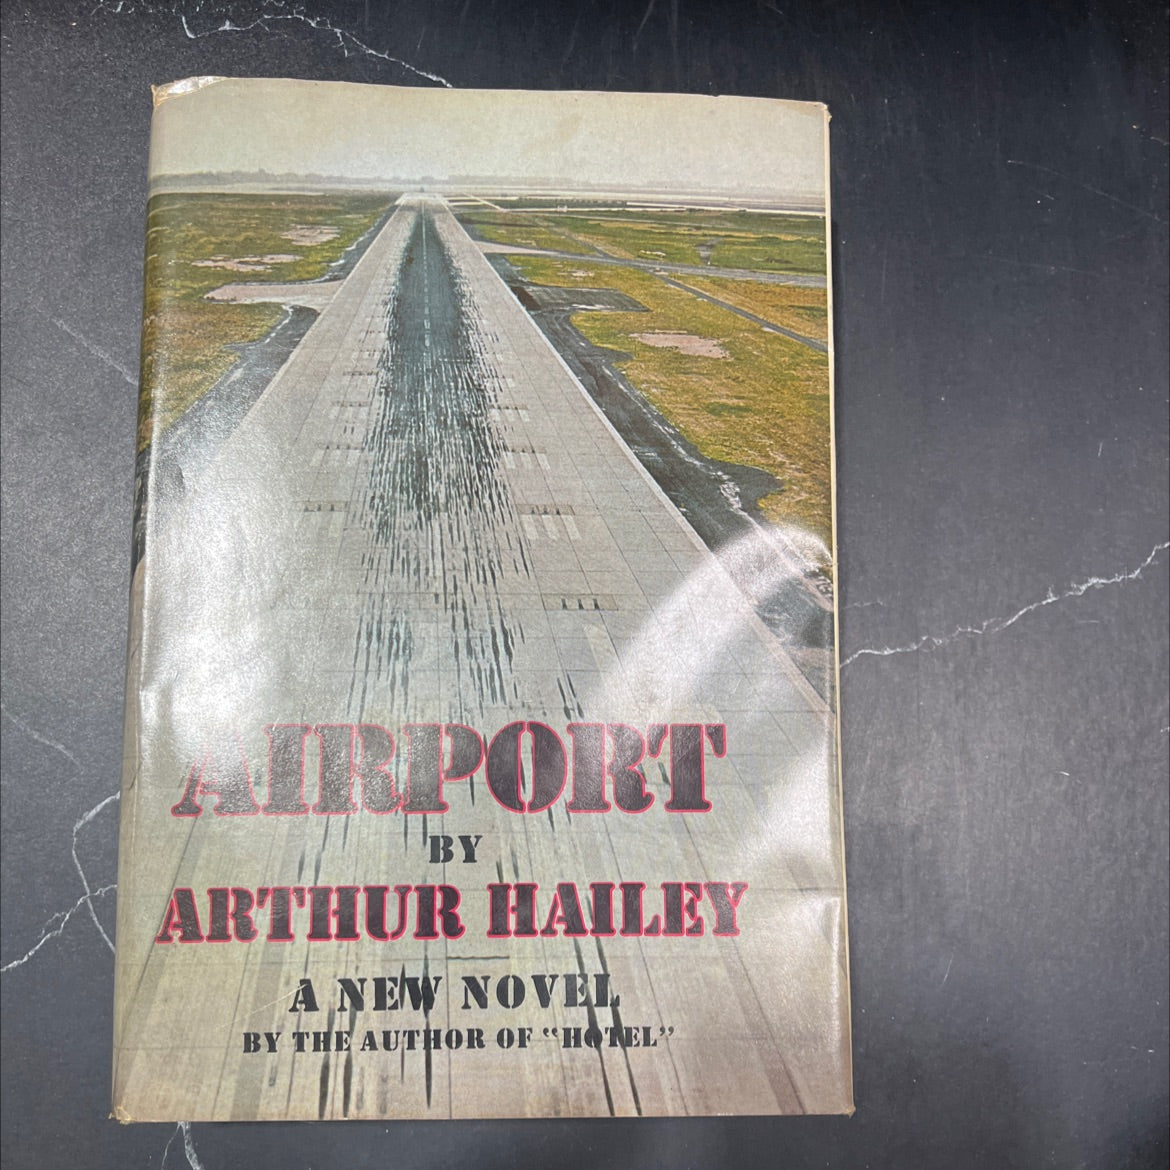 AIRPORT
BY
ARTHUR HAILEY
A NEW NOVEL
BY THE AUTHOR OF “HOTEL”